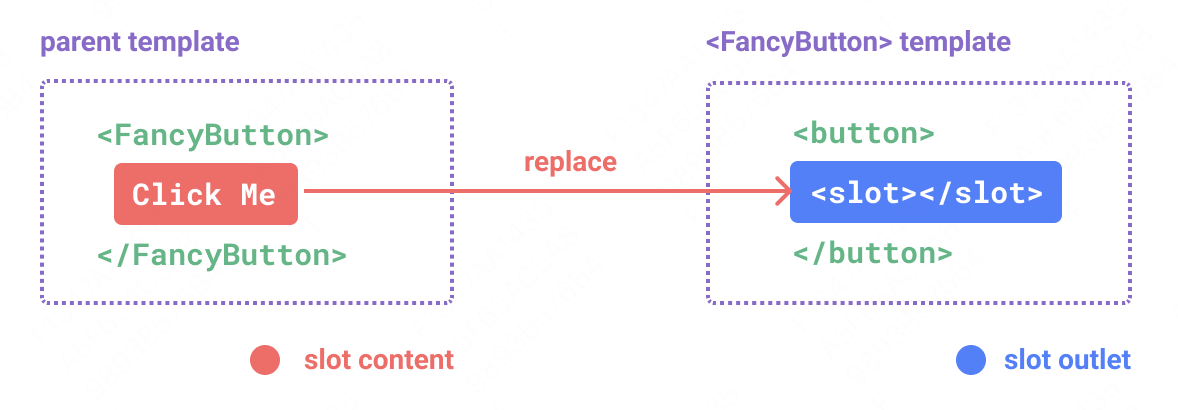 parent template
<FancyButton>
Click Me
</FancyButton>
replace
<FancyButton> template
<button>
<slot></slot>
</button>
slot content
slot outlet